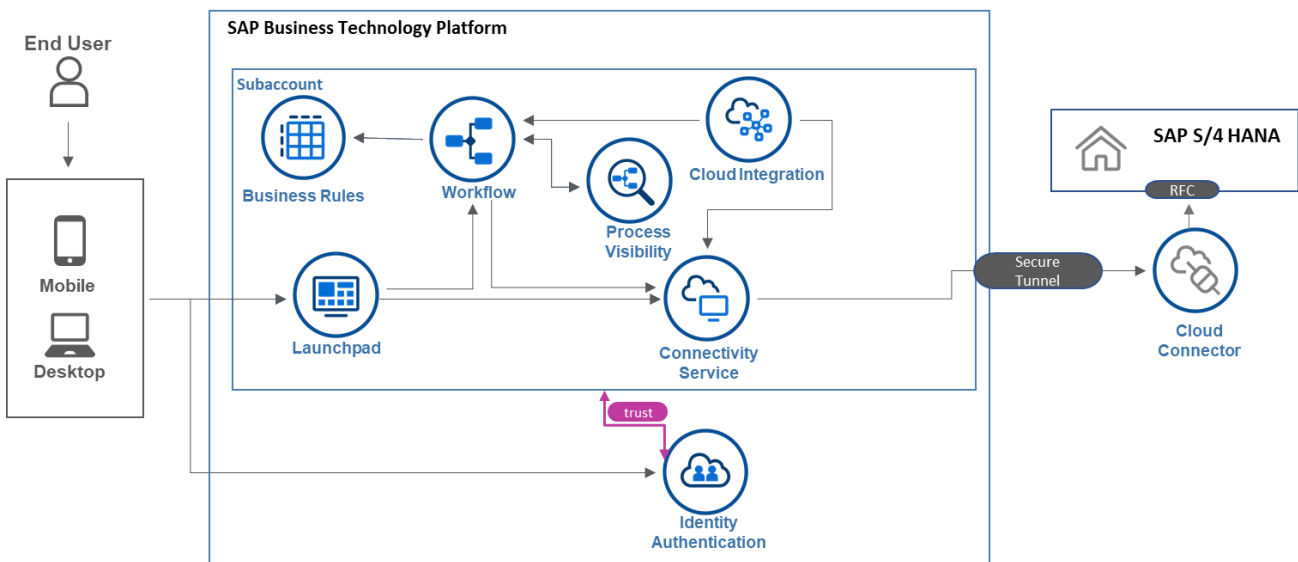 SAP Business Technology Platform
End User
Subaccount
Business Rules
Workflow
Cloud Integration
Process
Visibility
SAP S/4 HANA
RFC
Mobile
Desktop
Launchpad
Connectivity
Service
Secure
Tunnel
Cloud
Connector
trust
Identity
Authentication